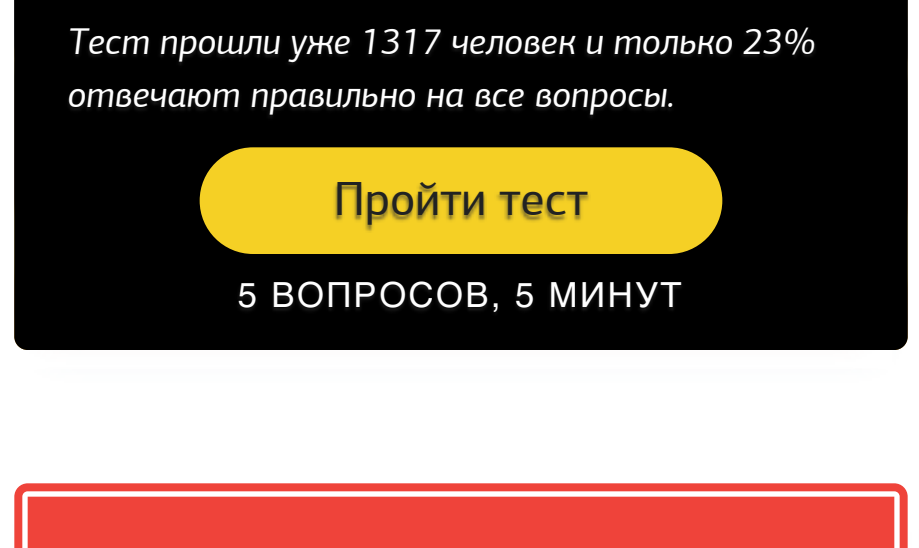 Тест прошли уже 1317 человек и только 23%
отвечают правильно на все вопросы.
Пройти тест
5 ВОПРОСОВ, 5 МИНУТ